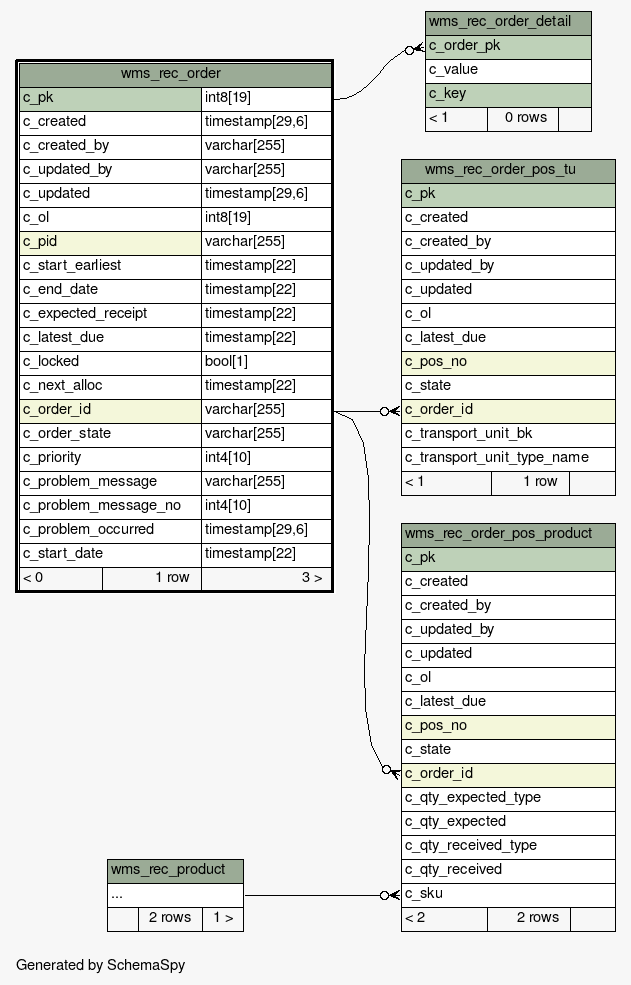 wms_rec_order_detail
c_order_pk
c_value
c_key
< 1 0 rows
wms_rec_order
c_pk int8[19]
c_created timestamp[29,6]
c_created_by varchar[255]
c_updated_by varchar[255]
c_updated timestamp[29,6]
c_ol int8[19]
c_pid varchar[255]
c_start_earliest timestamp[22]
c_end_date timestamp[22]
c_expected_receipt timestamp[22]
c_latest_due timestamp[22]
c_locked bool[1]
c_next_alloc timestamp[22]
c_order_id varchar[255]
c_order_state varchar[255]
c_priority int4[10]
c_problem_message varchar[255]
c_problem_message_no int4[10]
c_problem_occurred timestamp[29,6]
c_start_date timestamp[22]
< 0 1 row 3 >
wms_rec_order_pos_tu
c_pk
c_created
c_created_by
c_updated_by
c_updated
c_ol
c_latest_due
c_pos_no
c_state
c_order_id
c_transport_unit_bk
c_transport_unit_type_name
< 1 1 row
wms_rec_order_pos_product
c_pk
c_created
c_created_by
c_updated_by
c_updated
c_ol
c_latest_due
c_pos_no
c_state
c_order_id
c_qty_expected_type
c_qty_expected
c_qty_received_type
c_qty_received
c_sku
< 2 2 rows
wms_rec_product
...
2 rows 1 >
Generated by SchemaSpy